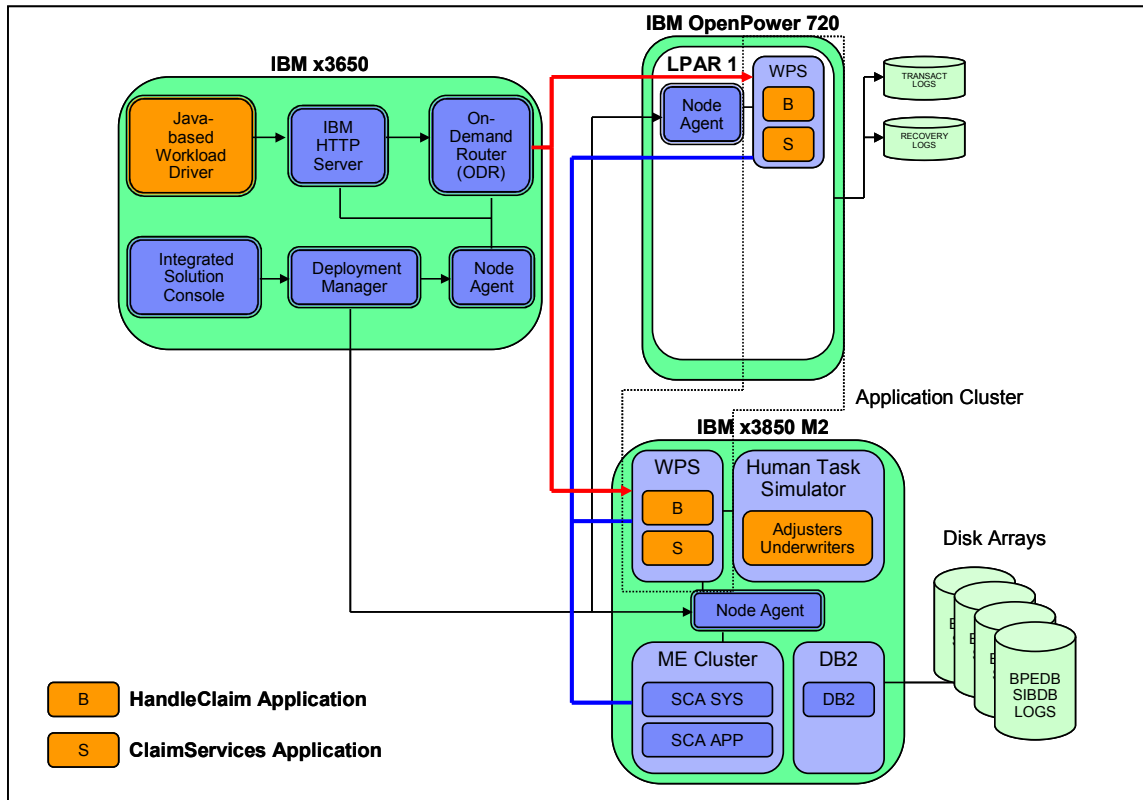 IBM OpenPower 720
IBM x3650
LPAR 1
WPS
B
S
Node
Agent
TRANSACT
LOGS
RECOVERY
LOGS
Java-
based
Workload
Driver
IBM
HTTP
Server
On-
Demand
Router
(ODR)
Integrated
Solution
Console
Deployment
Manager
Node
Agent
Application Cluster
IBM x3850 M2
WPS
B
S
Human Task
Simulator
Adjusters
Underwriters
Disk Arrays
Node Agent
ME Cluster
SCA SYS
SCA APP
DB2
DB2
BPEDB
SIBDB
LOGS
B
HandleClaim Application
S
ClaimServices Application